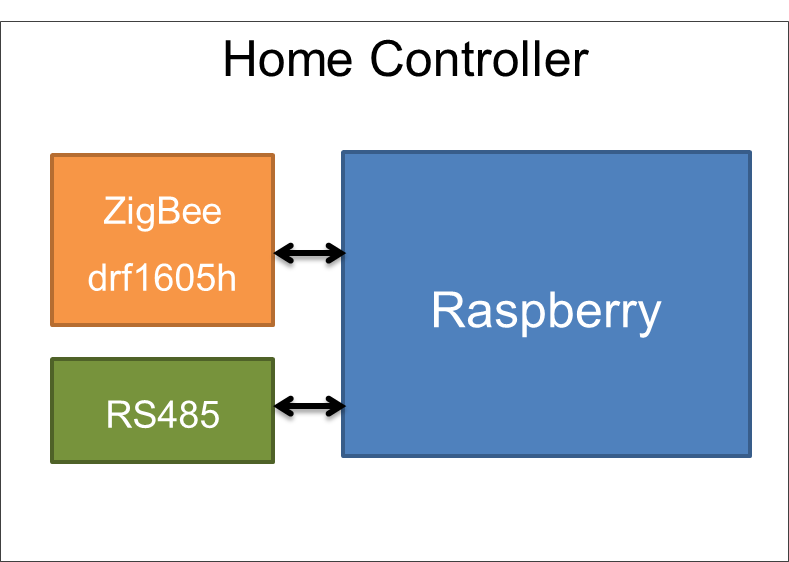 Home Controller
ZigBee
drf1605h
Raspberry
RS485